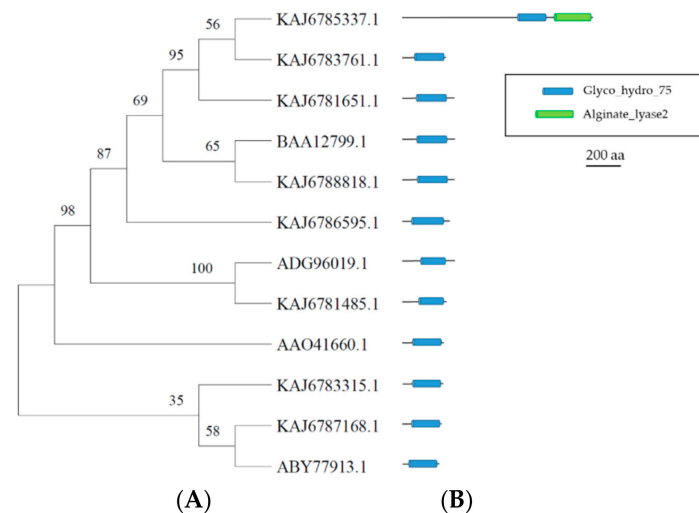 56
KAJ6785337.1
95
KAJ6783761.1
69
KAJ6781651.1
87
65
BAA12799.1
KAJ6788818.1
98
KAJ6786595.1
100
ADG96019.1
KAJ6781485.1
AAO41660.1
35
KAJ6783315.1
58
KAJ6787168.1
ABY77913.1
Glyco_hydro_75
Alginate_lyase2
200 aa
(A) (B)